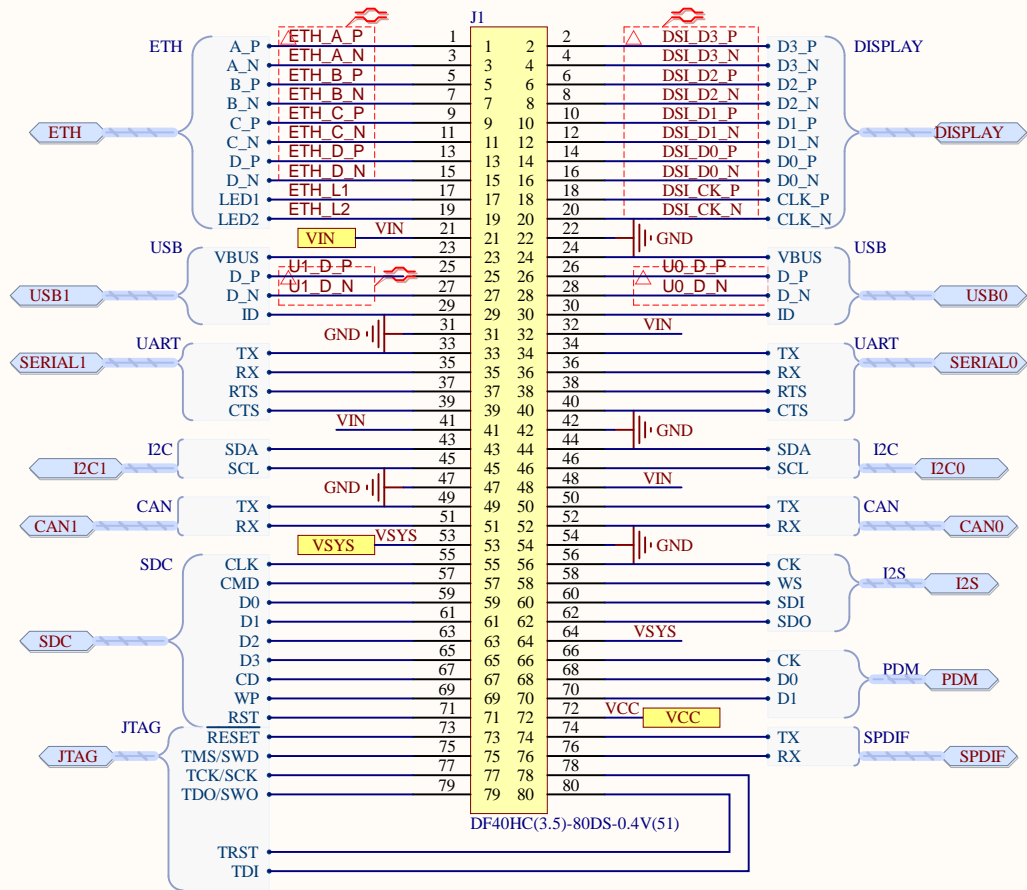 J1
ETH A_P ETH_A_P 1 1 2 2 DSI_D3_P D3_P DISPLAY
A_N ETH_A_N 3 3 4 4 DSI_D3_N D3_N
B_P ETH_B_P 5 5 6 6 DSI_D2_P D2_P
B_N ETH_B_N 7 7 8 8 DSI_D2_N D2_N
C_P ETH_C_P 9 9 10 10 DSI_D1_P D1_P
ETH C_N ETH_C_N 11 11 12 12 DSI_D1_N D1_N DISPLAY
D_P ETH_D_P 13 13 14 14 DSI_D0_P D0_P
D_N ETH_D_N 15 15 16 16 DSI_D0_N D0_N
LED1 ETH_L1 17 17 18 18 DSI_CK_P CLK_P
LED2 ETH_L2 19 19 20 20 DSI_CK_N CLK_N
VIN VIN 21 21 22 22 GND
USB VBUS 23 23 24 24 VBUS USB
D_P U1_D_P 25 25 26 26 U0_D_P D_P
USB1 D_N U1_D_N 27 27 28 28 U0_D_N D_N USB0
ID 29 29 30 30 ID
GND 31 31 32 32 VIN
UART TX 33 33 34 34 TX UART
SERIAL1 RX 35 35 36 36 RX SERIAL0
RTS 37 37 38 38 RTS
CTS 39 39 40 40 CTS
VIN 41 41 42 42 GND
I2C SDA 43 43 44 44 SDA I2C
I2C1 SCL 45 45 46 46 SCL I2C0
GND 47 47 48 48 VIN
CAN TX 49 49 50 50 TX CAN
CAN1 RX 51 51 52 52 RX CAN0
VSYS VSYS 53 53 54 54 GND
SDC CLK 55 55 56 56 CK
CMD 57 57 58 58 WS I2S I2S
D0 59 59 60 60 SDI
D1 61 61 62 62 SDO
SDC D2 63 63 64 64 VSYS
D3 65 65 66 66 CK
CD 67 67 68 68 D0 PDM PDM
WP 69 69 70 70 D1
RST 71 71 72 72 VCC VCC
JTAG RESET 73 73 74 74 TX SPDIF
JTAG TMS/SWD 75 75 76 76 RX SPDIF
TCK/SCK 77 77 78 78
TDO/SWO 79 79 80 80
DF40HC(3.5)-80DS-0.4V(51)
TRST
TDI